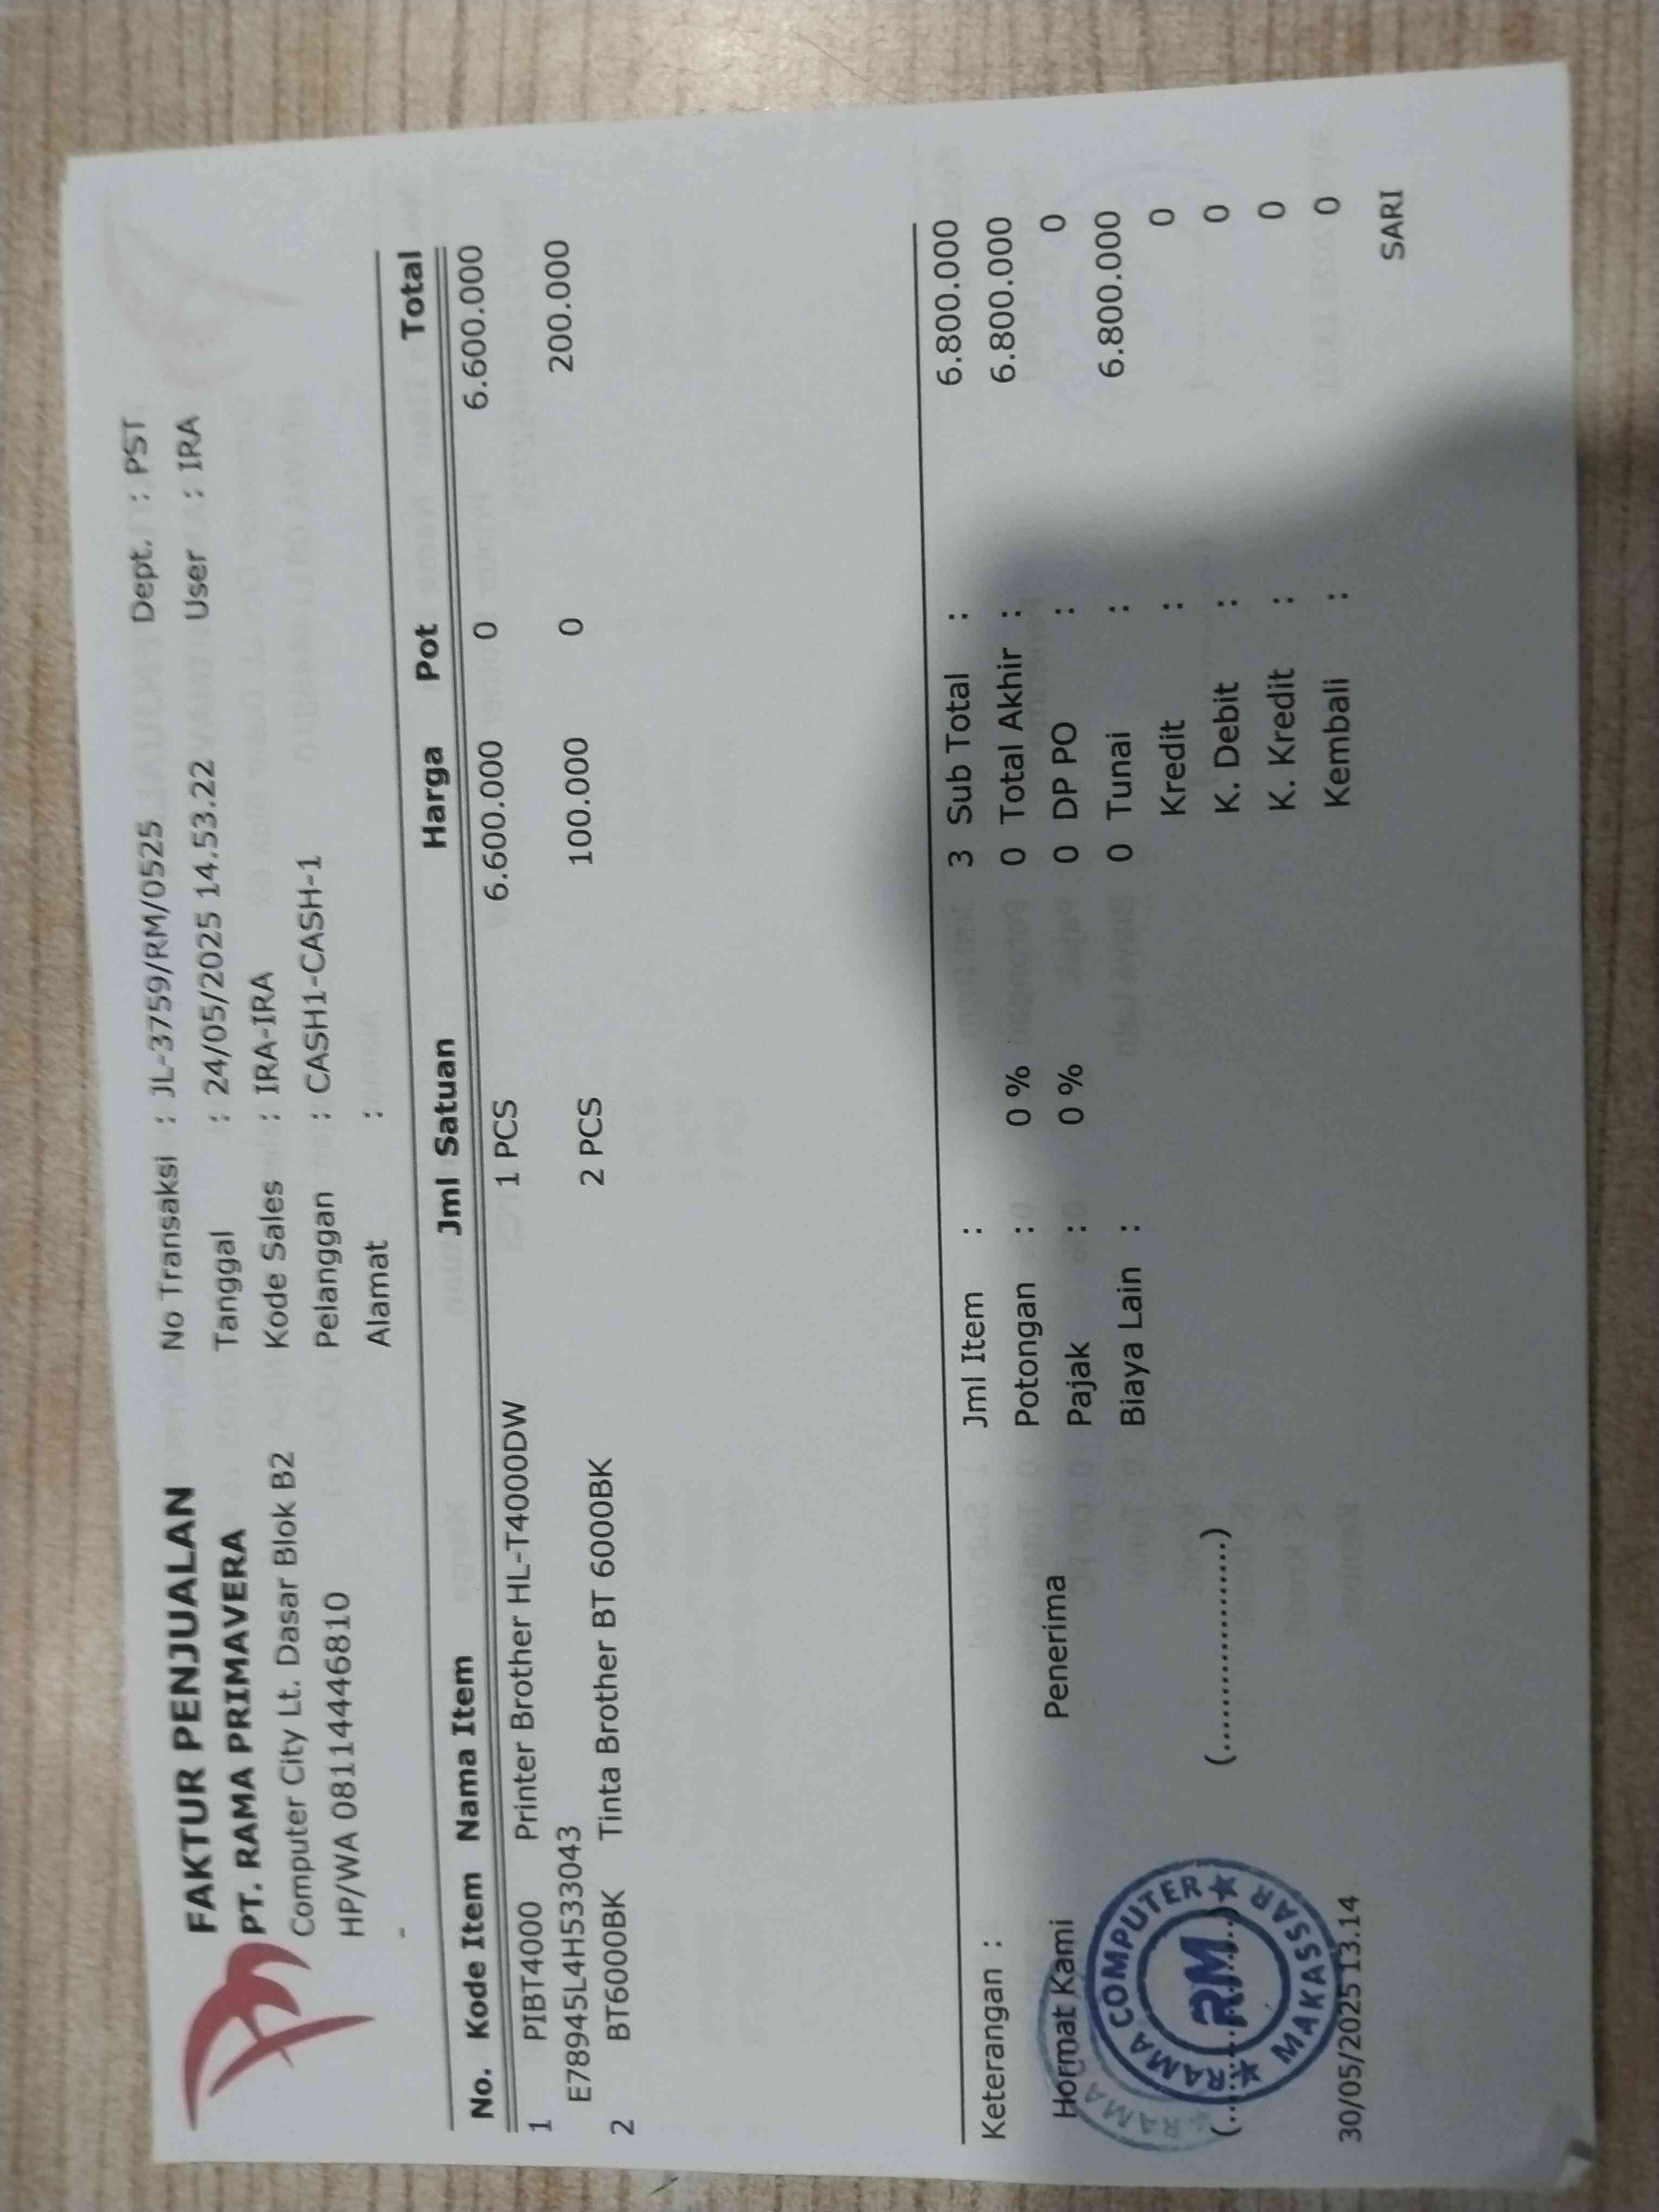 FAKTUR PENJUALAN
PT. RAMA PRIMAVERA
Computer City Lt. Dasar Blok B2
HP/WA 08114446810
-
No Transaksi : JL-3759/RM/0525 Dept. : PST
Tanggal : 24/05/2025 14.53.22 User : IRA
Kode Sales : IRA-IRA
Pelanggan : CASH1-CASH-1
Alamat :
No. Kode Item Nama Item Jml Satuan Harga Pot Total
1 PIBT4000 Printer Brother HL-T4000DW 1 PCS 6.600.000 0 6.600.000
E78945L4H533043
2 BT6000BK Tinta Brother BT 6000BK 2 PCS 100.000 0 200.000
Keterangan : Jml Item : 3 Sub Total : 6.800.000
Potongan : 0 % 0 Total Akhir : 6.800.000
Hormat Kami Penerima Pajak : 0 % 0 DP PO : 0
Biaya Lain : 0 Tunai : 6.800.000
Kredit : 0
(..................) (..................) K. Debit : 0
K. Kredit : 0
30/05/2025 13.14 Kembali : 0
SARI
RAMA COMPUTER
RM
MAKASSAR